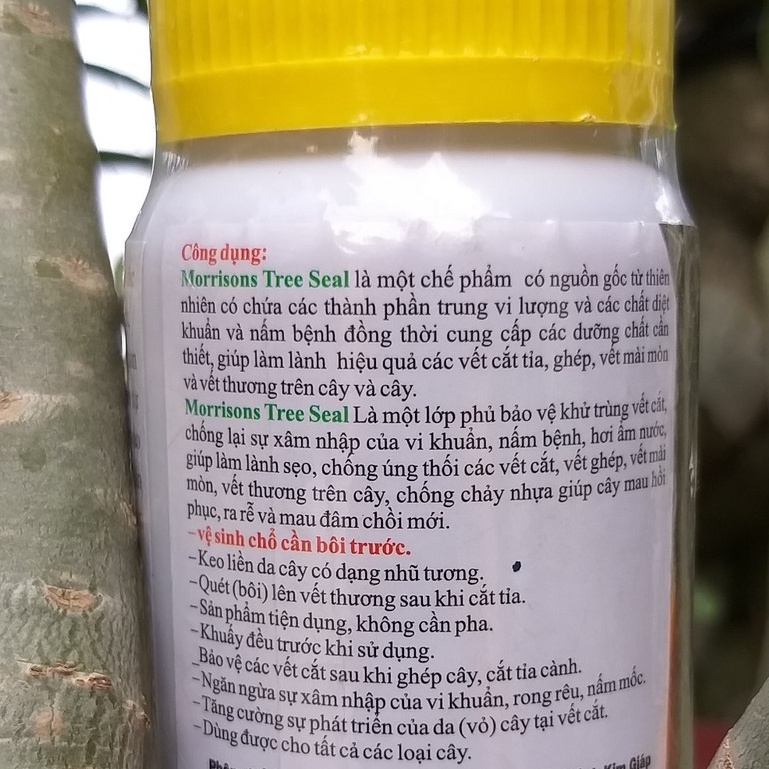 Công dụng:
Morrisons Tree Seal là một chế phẩm có nguồn gốc từ thiên
nhiên có chứa các thành phần trung vi lượng và các chất diệt
khuẩn và nấm bệnh đồng thời cung cấp các dưỡng chất cần
thiết, giúp làm lành hiệu quả các vết cắt tỉa, ghép, vết mài mòn
và vết thương trên cây và cây.
Morrisons Tree Seal Là một lớp phủ bảo vệ khử trùng vết cắt,
chống lại sự xâm nhập của vi khuẩn, nấm bệnh, hơi ẩm nước,
giúp làm lành sẹo, chống úng thối các vết cắt, vết ghép, vết mài
mòn, vết thương trên cây, chống chảy nhựa giúp cây mau hồi
phục, ra rễ và mau đâm chồi mới.
-vệ sinh chổ cần bôi trước.
-Keo liền da cây có dạng nhũ tương.
-Quét (bôi) lên vết thương sau khi cắt tỉa.
-Sản phẩm tiện dụng, không cần pha.
-Khuấy đều trước khi sử dụng.
_Bảo vệ các vết cắt sau khi ghép cây, cắt tỉa cành.
-Ngăn ngừa sự xâm nhập của vi khuẩn, rong rêu, nấm mốc.
-Tăng cường sự phát triển của da (vỏ) cây tại vết cắt.
-Dùng được cho tất cả các loại cây.
Kim Giáp